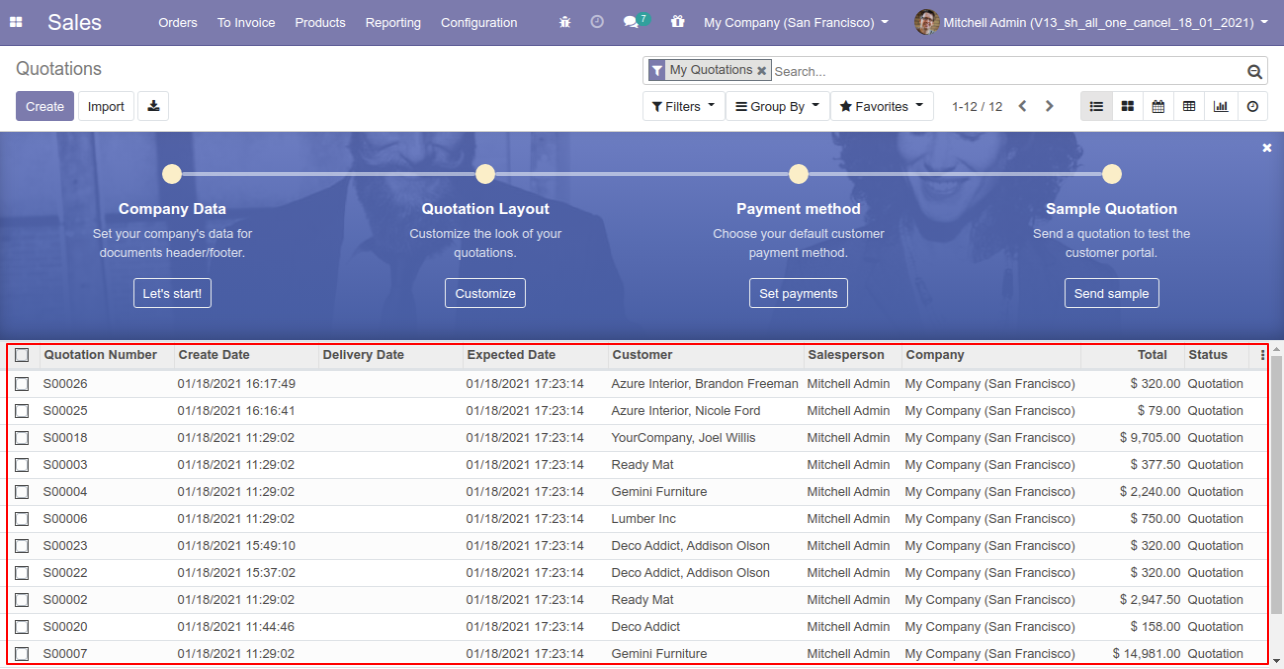 Sales Orders To Invoice Products Reporting Configuration 7 My Company (San Francisco) Mitchell Admin (V13_sh_all_one_cancel_18_01_2021)
Quotations My Quotations Search...
Create Import Filters Group By Favorites 1-12 / 12
Company Data Quotation Layout Payment method Sample Quotation
Set your company's data for Customize the look of your Choose your default customer Send a quotation to test the
documents header/footer. quotations. payment method. customer portal.
Let's start! Customize Set payments Send sample
Quotation Number Create Date Delivery Date Expected Date Customer Salesperson Company Total Status
S00026 01/18/2021 16:17:49 01/18/2021 17:23:14 Azure Interior, Brandon Freeman Mitchell Admin My Company (San Francisco) $ 320.00 Quotation
S00025 01/18/2021 16:16:41 01/18/2021 17:23:14 Azure Interior, Nicole Ford Mitchell Admin My Company (San Francisco) $ 79.00 Quotation
S00018 01/18/2021 11:29:02 01/18/2021 17:23:14 YourCompany, Joel Willis Mitchell Admin My Company (San Francisco) $ 9,705.00 Quotation
S00003 01/18/2021 11:29:02 01/18/2021 17:23:14 Ready Mat Mitchell Admin My Company (San Francisco) $ 377.50 Quotation
S00004 01/18/2021 11:29:02 01/18/2021 17:23:14 Gemini Furniture Mitchell Admin My Company (San Francisco) $ 2,240.00 Quotation
S00006 01/18/2021 11:29:02 01/18/2021 17:23:14 Lumber Inc Mitchell Admin My Company (San Francisco) $ 750.00 Quotation
S00023 01/18/2021 15:49:10 01/18/2021 17:23:14 Deco Addict, Addison Olson Mitchell Admin My Company (San Francisco) $ 320.00 Quotation
S00022 01/18/2021 15:37:02 01/18/2021 17:23:14 Deco Addict, Addison Olson Mitchell Admin My Company (San Francisco) $ 320.00 Quotation
S00002 01/18/2021 11:29:02 01/18/2021 17:23:14 Ready Mat Mitchell Admin My Company (San Francisco) $ 2,947.50 Quotation
S00020 01/18/2021 11:44:46 01/18/2021 17:23:14 Deco Addict Mitchell Admin My Company (San Francisco) $ 158.00 Quotation
S00007 01/18/2021 11:29:02 01/18/2021 17:23:14 Gemini Furniture Mitchell Admin My Company (San Francisco) $ 14,981.00 Quotation